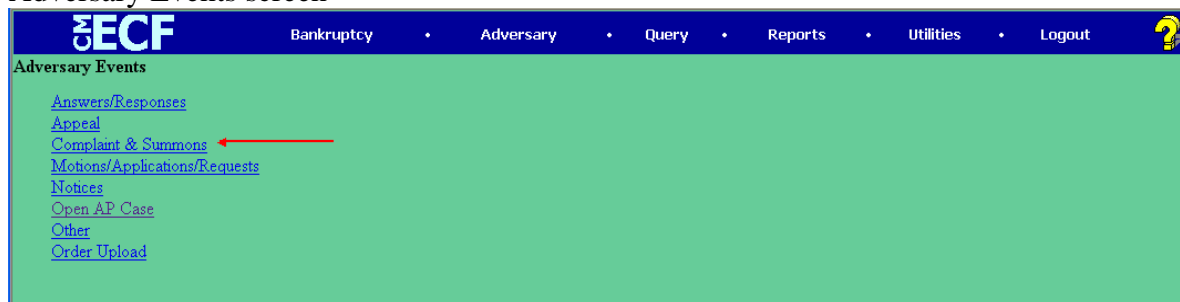 Adversary Events screen
CM ECF Bankruptcy • Adversary • Query • Reports • Utilities • Logout ?
Adversary Events
Answers/Responses
Appeal
Complaint & Summons
Motions/Applications/Requests
Notices
Open AP Case
Other
Order Upload